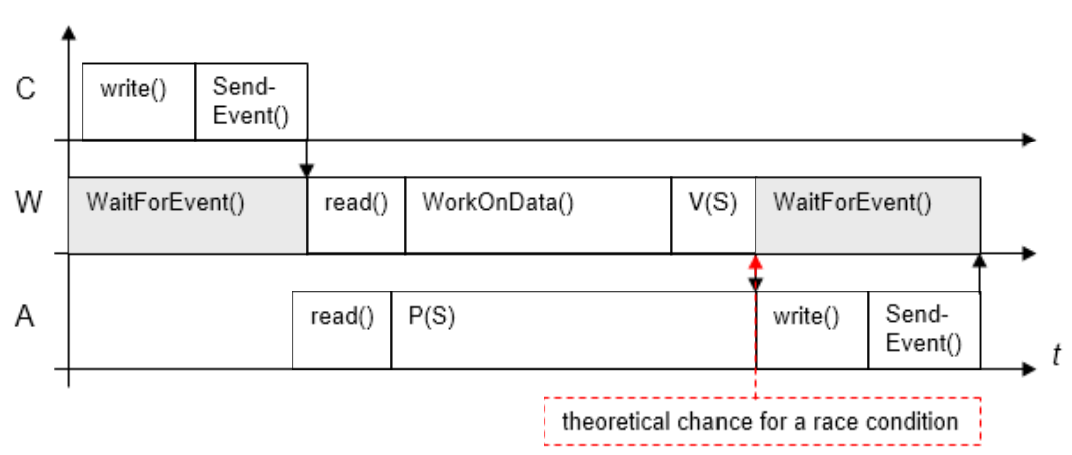 C
write()
Send-
Event()
W
WaitForEvent()
read()
WorkOnData()
V(S)
WaitForEvent()
A
read()
P(S)
write()
Send-
Event()
t
theoretical chance for a race condition